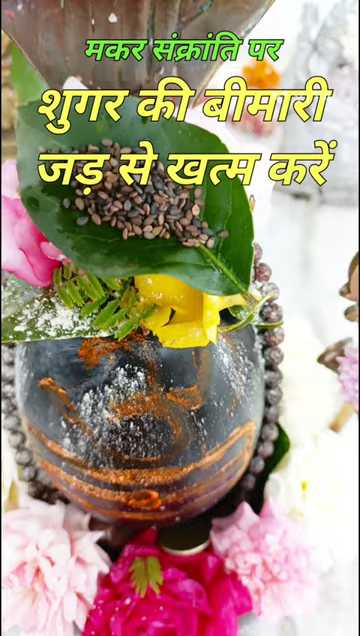 मकर संक्रांति पर
शुगर की बीमारी
जड़ से खत्म करें